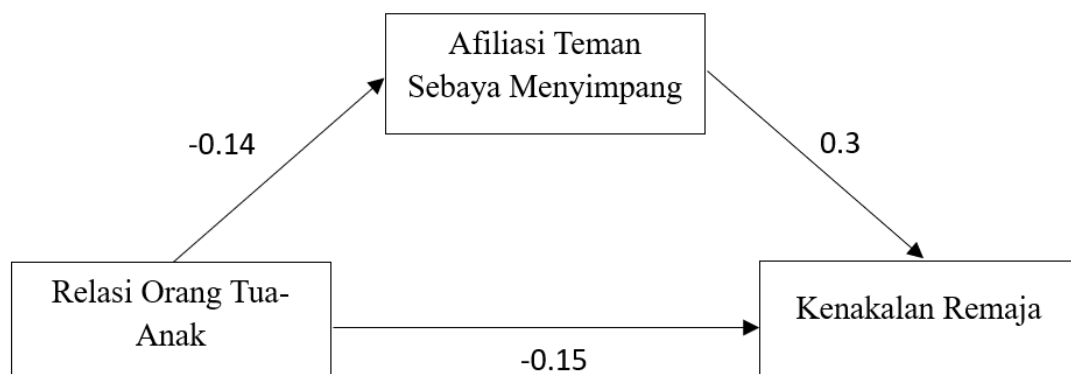 Afiliasi Teman
Sebaya Menyimpang
-0.14
0.3
Relasi Orang Tua-
Anak
Kenakalan Remaja
-0.15